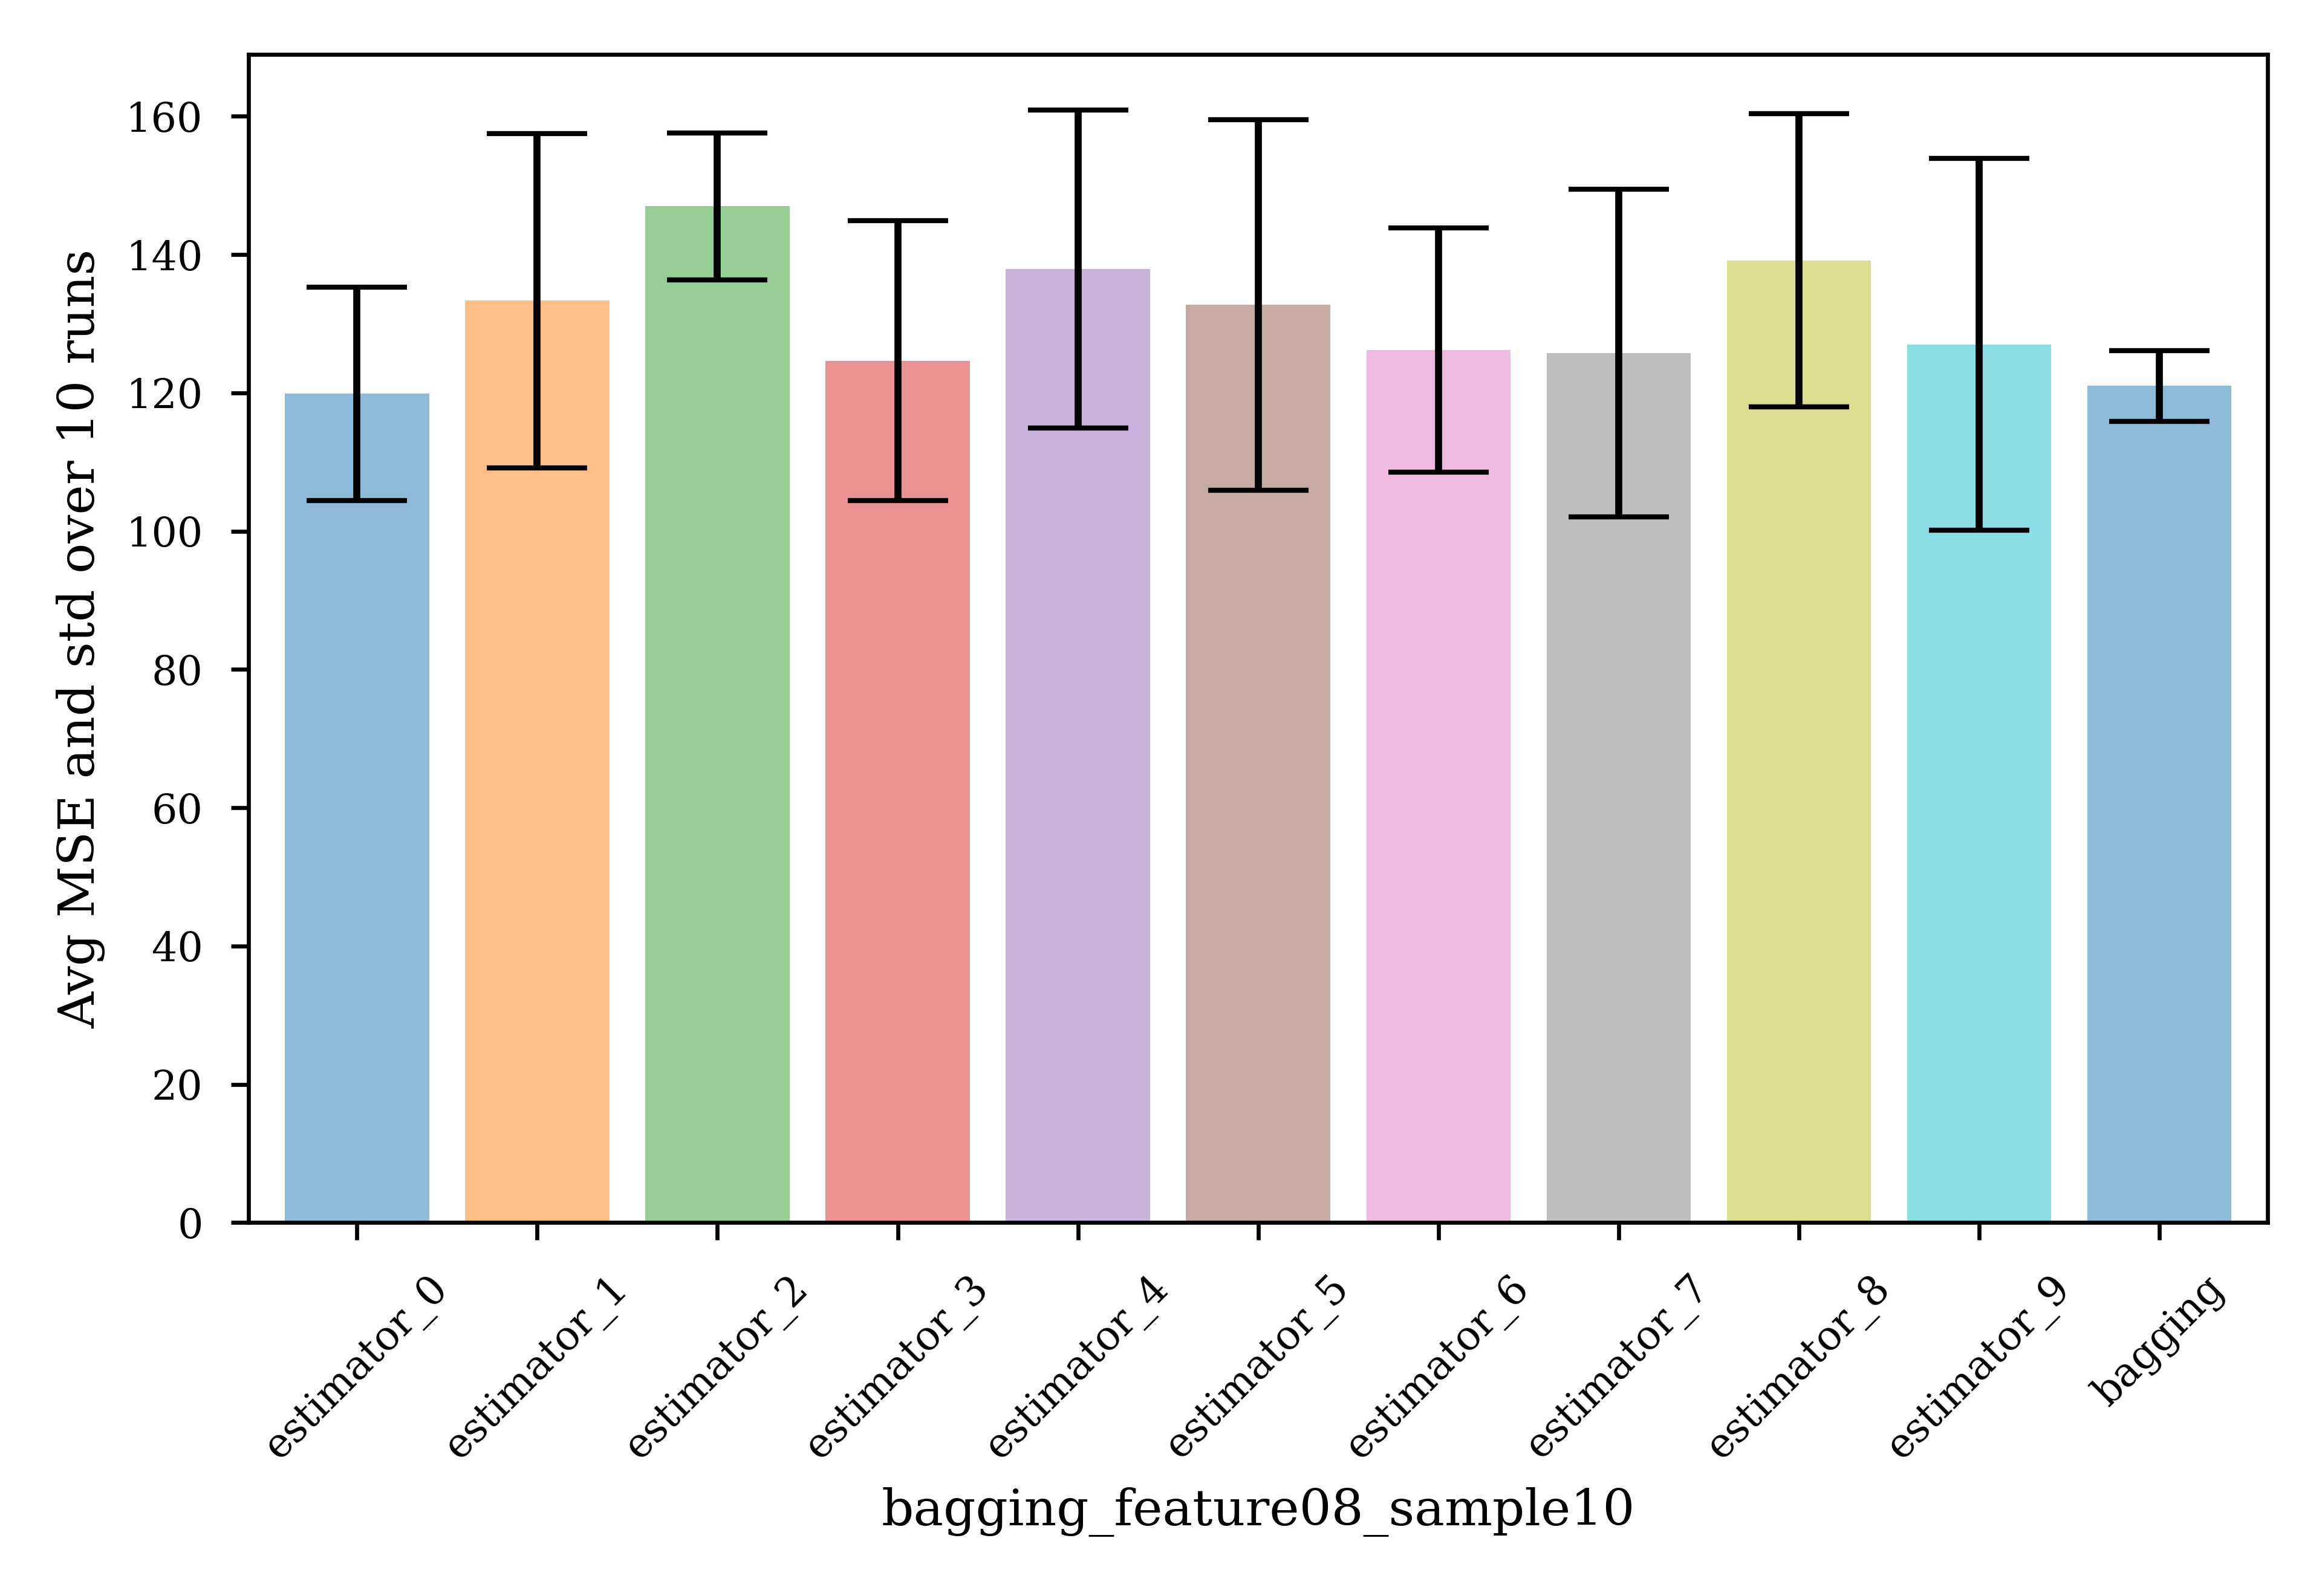 Avg MSE and std over 10 runs
160
140
120
100
80
60
40
20
0
estimator_0
estimator_1
estimator_2
estimator_3
estimator_4
estimator_5
estimator_6
estimator_7
estimator_8
estimator_9
bagging
bagging_feature08_sample10